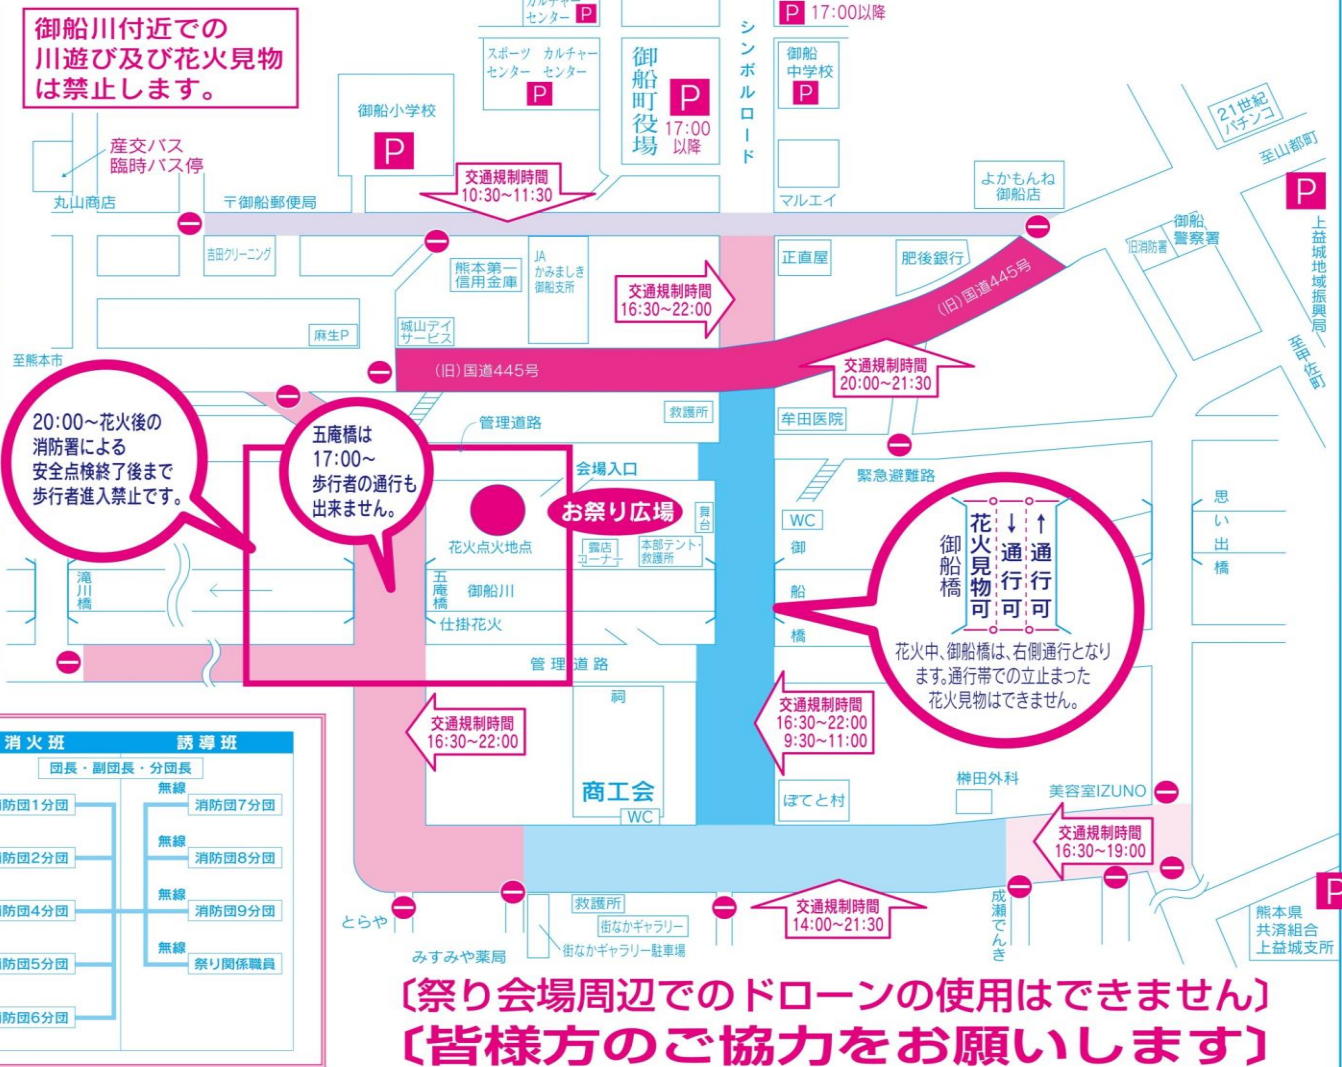 御船川付近での
川遊び及び花火見物
は禁止します。
カルチャー
センター P
P 17:00以降
スポーツ カルチャー
センター センター
P
御船町役場
P
17:00
以降
シンボルロード
御船
中学校
P
御船小学校
P
21世紀
パチンコ
至山都町
産交バス
臨時バス停
丸山商店
〒御船郵便局
交通規制時間
10:30~11:30
マルエイ
よかもんね
御船店
P
上益城地域振興局
旧消防署
御船
警察署
吉田クリーニング
熊本第一
信用金庫
JA
かみましき
御船支所
正直屋
肥後銀行
交通規制時間
16:30~22:00
(旧)国道445号
麻生P
城山デイ
サービス
至熊本市
(旧)国道445号
交通規制時間
20:00~21:30
至甲佐町
20:00~花火後の
消防署による
安全点検終了後まで
歩行者進入禁止です。
五庵橋は
17:00~
歩行者の通行も
出来ません。
管理道路
救護所
牟田医院
会場入口
緊急避難路
お祭り広場
舞台
WC
花火点火地点
露店
コーナー
本部テント・
救護所
御船橋
思い出橋
滝川橋
五庵橋
御船川
仕掛花火
管理道路
御船橋
花火見物可
↓通行可
↑通行可
花火中、御船橋は、右側通行となり
ます。通行帯での立止まった
花火見物はできません。
祠
交通規制時間
16:30~22:00
交通規制時間
16:30~22:00
9:30~11:00
商工会
WC
ぽてと村
榊田外科
美容室IZUNO
交通規制時間
16:30~19:00
消火班
誘導班
団長・副団長・分団長
無線
防団1分団
消防団7分団
無線
防団2分団
消防団8分団
無線
防団4分団
消防団9分団
無線
防団5分団
祭り関係職員
防団6分団
とらや
みすみや薬局
救護所
街なかギャラリー
街なかギャラリー駐車場
交通規制時間
14:00~21:30
成瀬でんき
P
熊本県
共済組合
上益城支所
〔祭り会場周辺でのドローンの使用はできません〕
〔皆様方のご協力をお願いします〕